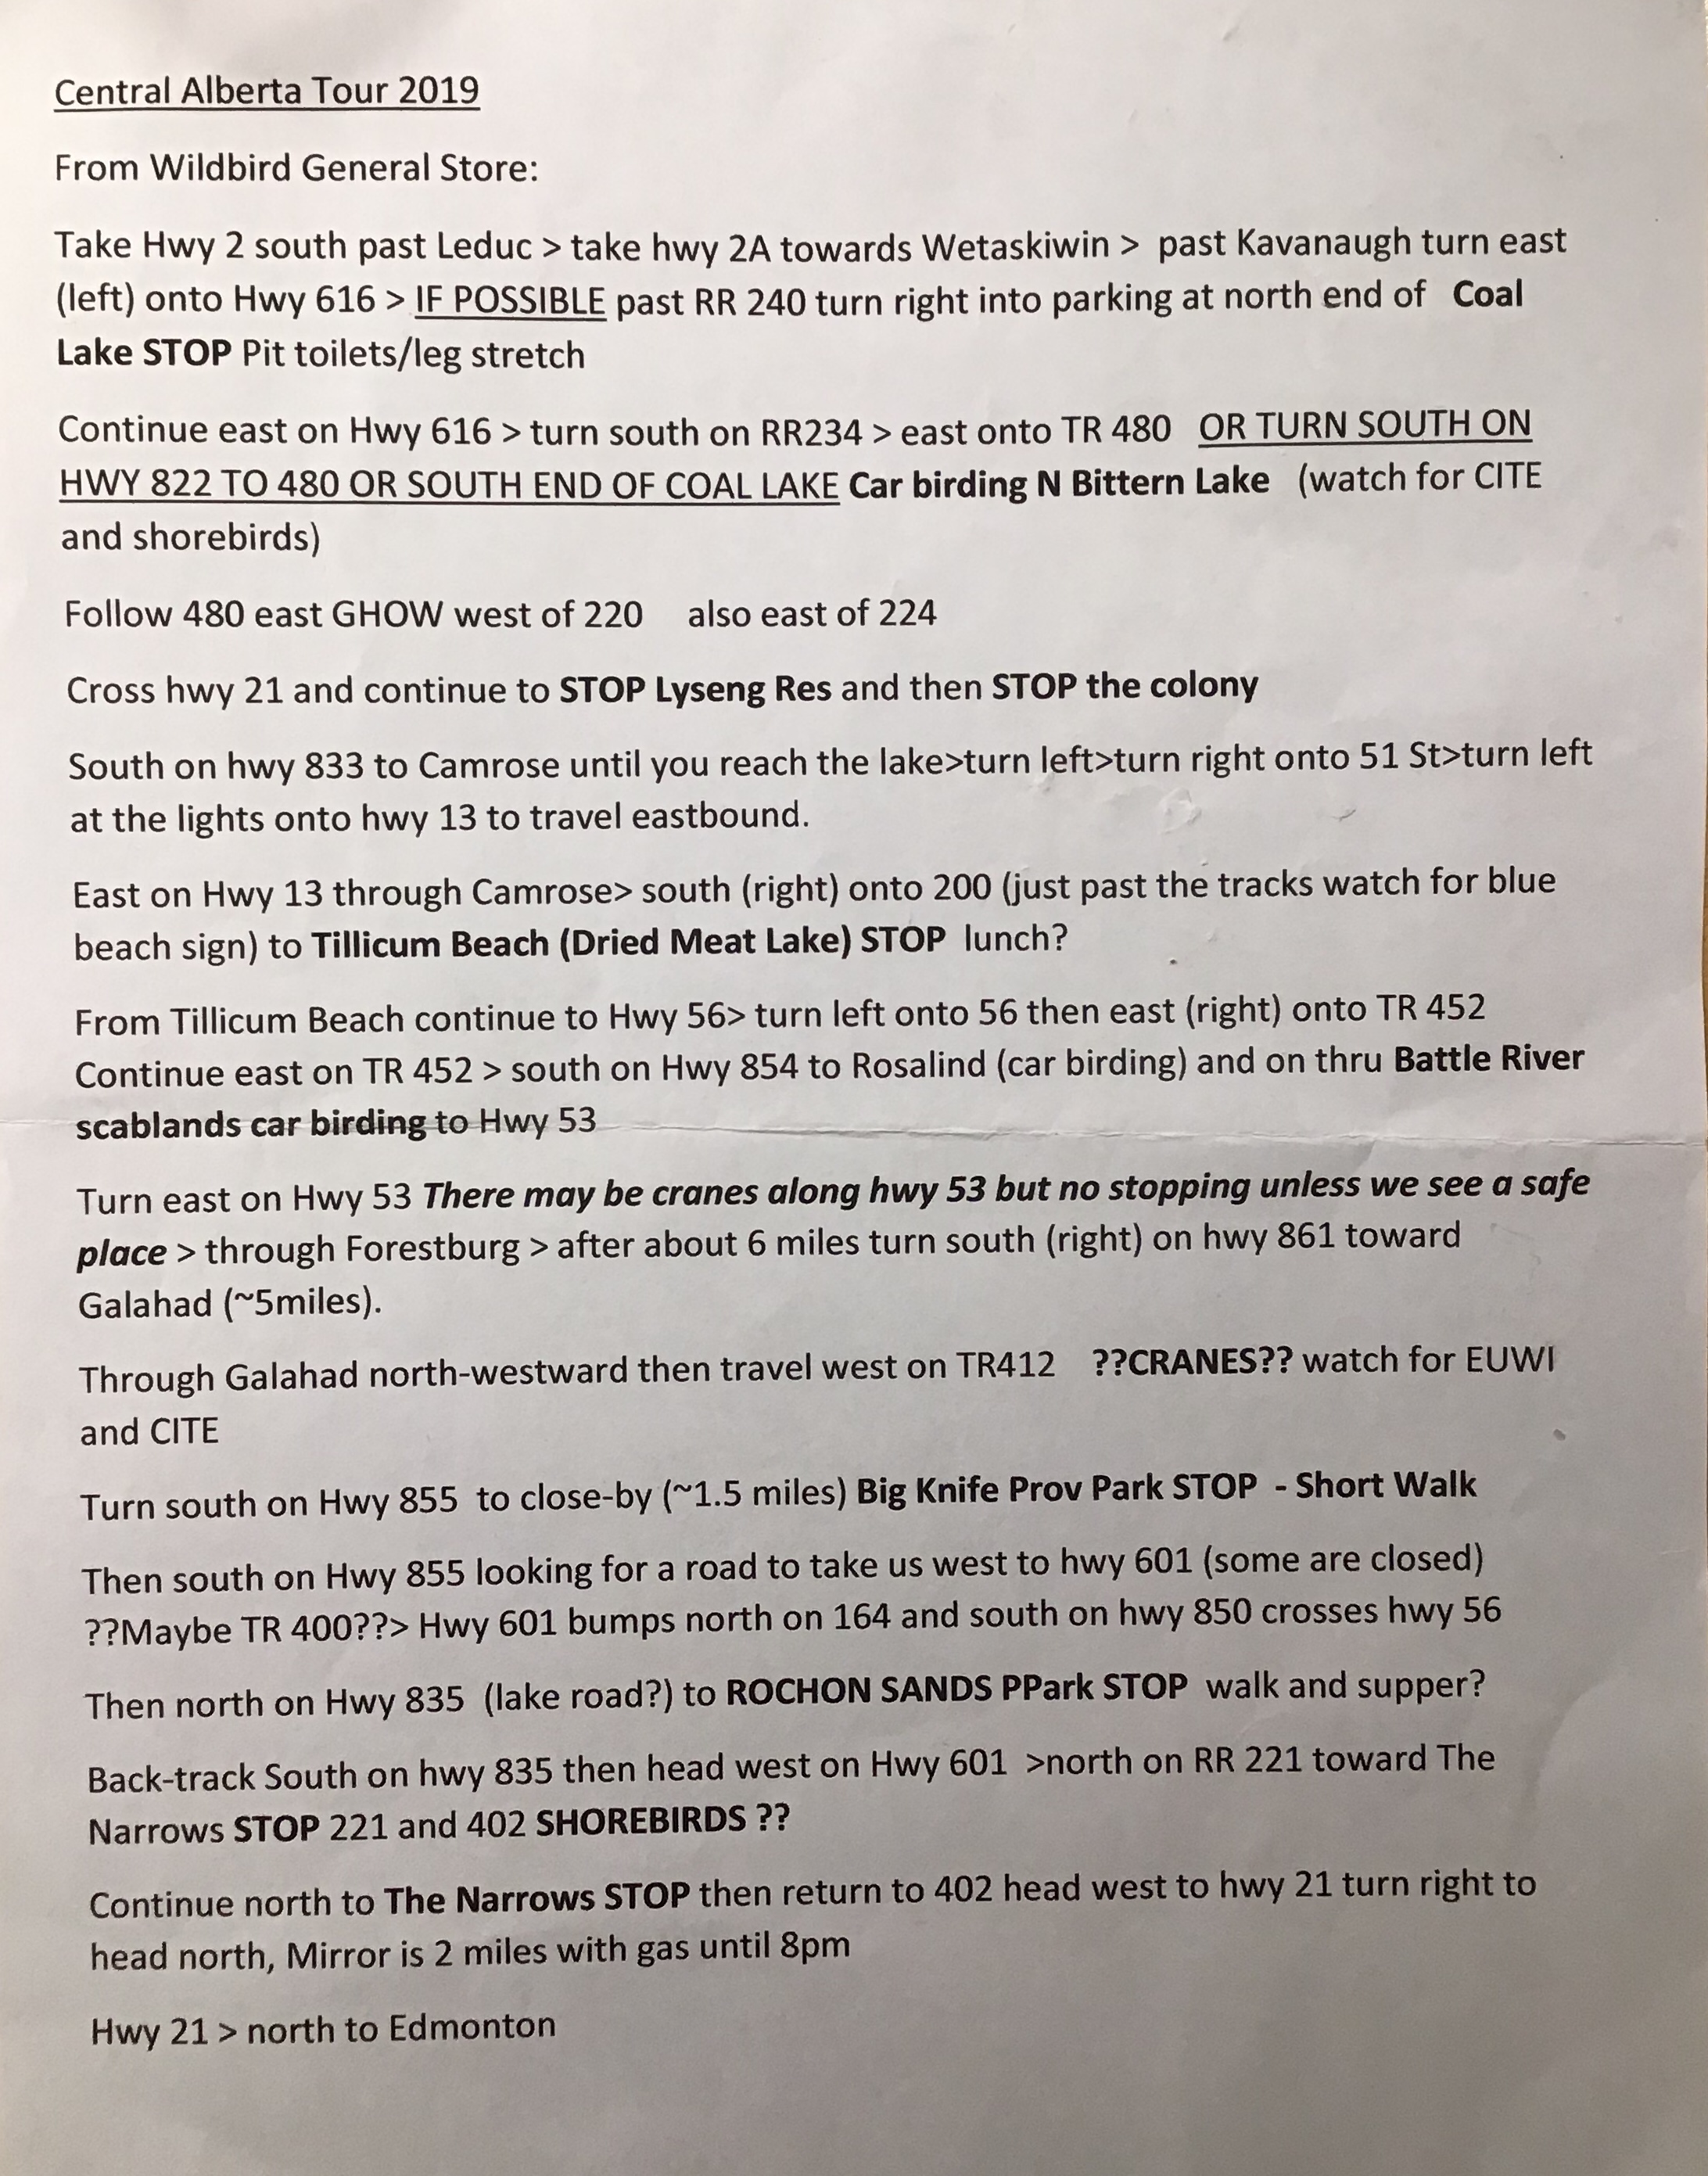 Central Alberta Tour 2019
From Wildbird General Store:
Take Hwy 2 south past Leduc > take hwy 2A towards Wetaskiwin > past Kavanaugh turn east
(left) onto Hwy 616 > IF POSSIBLE past RR 240 turn right into parking at north end of Coal
Lake STOP Pit toilets/leg stretch
Continue east on Hwy 616 > turn south on RR234 > east onto TR 480 OR TURN SOUTH ON
HWY 822 TO 480 OR SOUTH END OF COAL LAKE Car birding N Bittern Lake (watch for CITE
and shorebirds)
Follow 480 east GHOW west of 220 also east of 224
Cross hwy 21 and continue to STOP Lyseng Res and then STOP the colony
South on hwy 833 to Camrose until you reach the lake>turn left>turn right onto 51 St>turn left
at the lights onto hwy 13 to travel eastbound.
East on Hwy 13 through Camrose> south (right) onto 200 (just past the tracks watch for blue
beach sign) to Tillicum Beach (Dried Meat Lake) STOP lunch?
From Tillicum Beach continue to Hwy 56> turn left onto 56 then east (right) onto TR 452
Continue east on TR 452 > south on Hwy 854 to Rosalind (car birding) and on thru Battle River
scablands car birding to Hwy 53
Turn east on Hwy 53 There may be cranes along hwy 53 but no stopping unless we see a safe
place > through Forestburg > after about 6 miles turn south (right) on hwy 861 toward
Galahad (~5miles).
Through Galahad north-westward then travel west on TR412 ??CRANES?? watch for EUWI
and CITE
Turn south on Hwy 855 to close-by (~1.5 miles) Big Knife Prov Park STOP - Short Walk
Then south on Hwy 855 looking for a road to take us west to hwy 601 (some are closed)
??Maybe TR 400??> Hwy 601 bumps north on 164 and south on hwy 850 crosses hwy 56
Then north on Hwy 835 (lake road?) to ROCHON SANDS PPark STOP walk and supper?
Back-track South on hwy 835 then head west on Hwy 601 >north on RR 221 toward The
Narrows STOP 221 and 402 SHOREBIRDS ??
Continue north to The Narrows STOP then return to 402 head west to hwy 21 turn right to
head north, Mirror is 2 miles with gas until 8pm
Hwy 21 > north to Edmonton